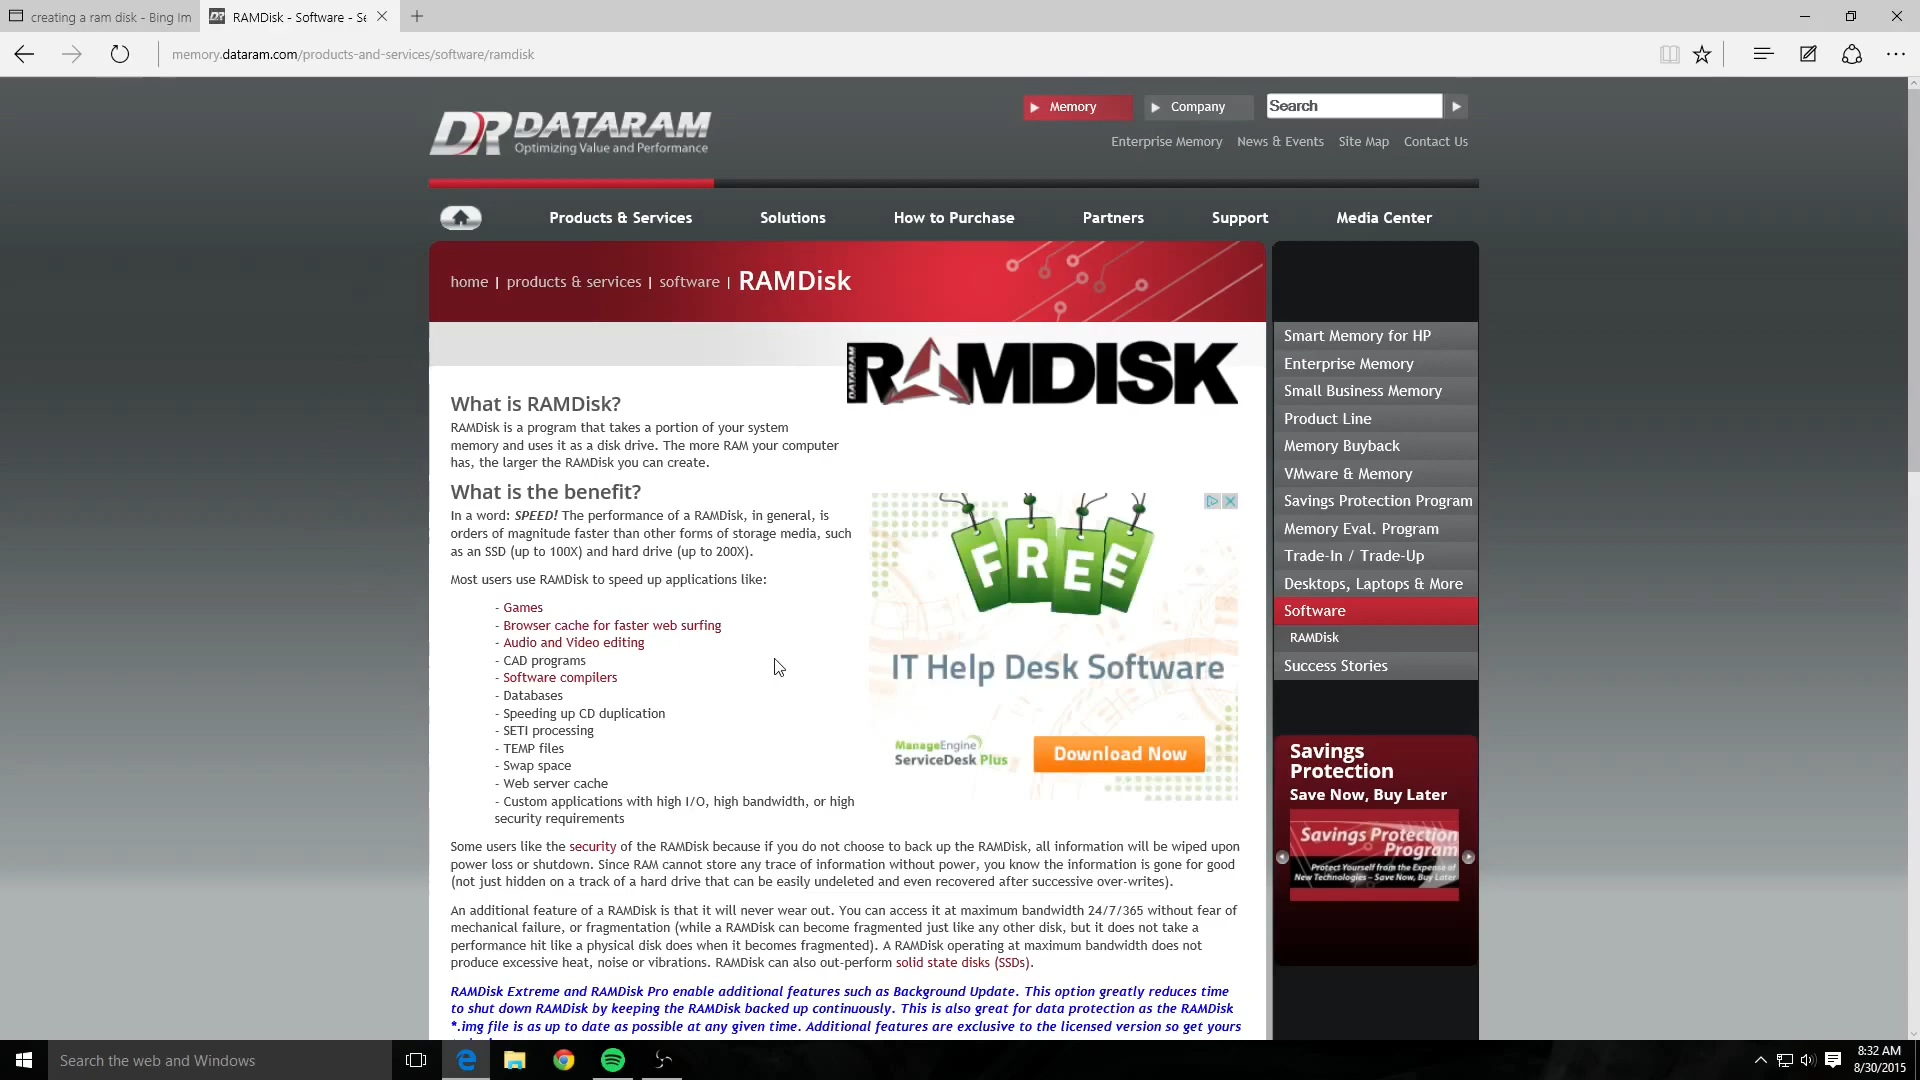 creating a ram disk - Bing Im
RAMDisk - Software - Se
memory.dataram.com/products-and-services/software/ramdisk
DR DATARAM
Optimizing Value and Performance
Memory
Company
Search
Enterprise Memory
News & Events
Site Map
Contact Us
Products & Services
Solutions
How to Purchase
Partners
Support
Media Center
home | products & services | software | RAMDisk
DATARAM
RAMDISK
What is RAMDisk?
RAMDisk is a program that takes a portion of your system
memory and uses it as a disk drive. The more RAM your computer
has, the larger the RAMDisk you can create.
What is the benefit?
In a word: SPEED! The performance of a RAMDisk, in general, is
orders of magnitude faster than other forms of storage media, such
as an SSD (up to 100X) and hard drive (up to 200X).
Most users use RAMDisk to speed up applications like:
- Games
- Browser cache for faster web surfing
- Audio and Video editing
- CAD programs
- Software compilers
- Databases
- Speeding up CD duplication
- SETI processing
- TEMP files
- Swap space
- Web server cache
- Custom applications with high I/O, high bandwidth, or high
security requirements
FREE
IT Help Desk Software
ManageEngine
ServiceDesk Plus
Download Now
Some users like the security of the RAMDisk because if you do not choose to back up the RAMDisk, all information will be wiped upon
power loss or shutdown. Since RAM cannot store any trace of information without power, you know the information is gone for good
(not just hidden on a track of a hard drive that can be easily undeleted and even recovered after successive over-writes).
An additional feature of a RAMDisk is that it will never wear out. You can access it at maximum bandwidth 24/7/365 without fear of
mechanical failure, or fragmentation (while a RAMDisk can become fragmented just like any other disk, but it does not take a
performance hit like a physical disk does when it becomes fragmented). A RAMDisk operating at maximum bandwidth does not
produce excessive heat, noise or vibrations. RAMDisk can also out-perform solid state disks (SSDs).
RAMDisk Extreme and RAMDisk Pro enable additional features such as Background Update. This option greatly reduces time
to shut down RAMDisk by keeping the RAMDisk backed up continuously. This is also great for data protection as the RAMDisk
*.img file is as up to date as possible at any given time. Additional features are exclusive to the licensed version so get yours
Smart Memory for HP
Enterprise Memory
Small Business Memory
Product Line
Memory Buyback
VMware & Memory
Savings Protection Program
Memory Eval. Program
Trade-In / Trade-Up
Desktops, Laptops & More
Software
RAMDisk
Success Stories
Savings
Protection
Save Now, Buy Later
Savings Protection
Program
Protect Yourself from the Expense of
New Technologies – Save Now, Buy Later
Search the web and Windows
8:32 AM
8/30/2015